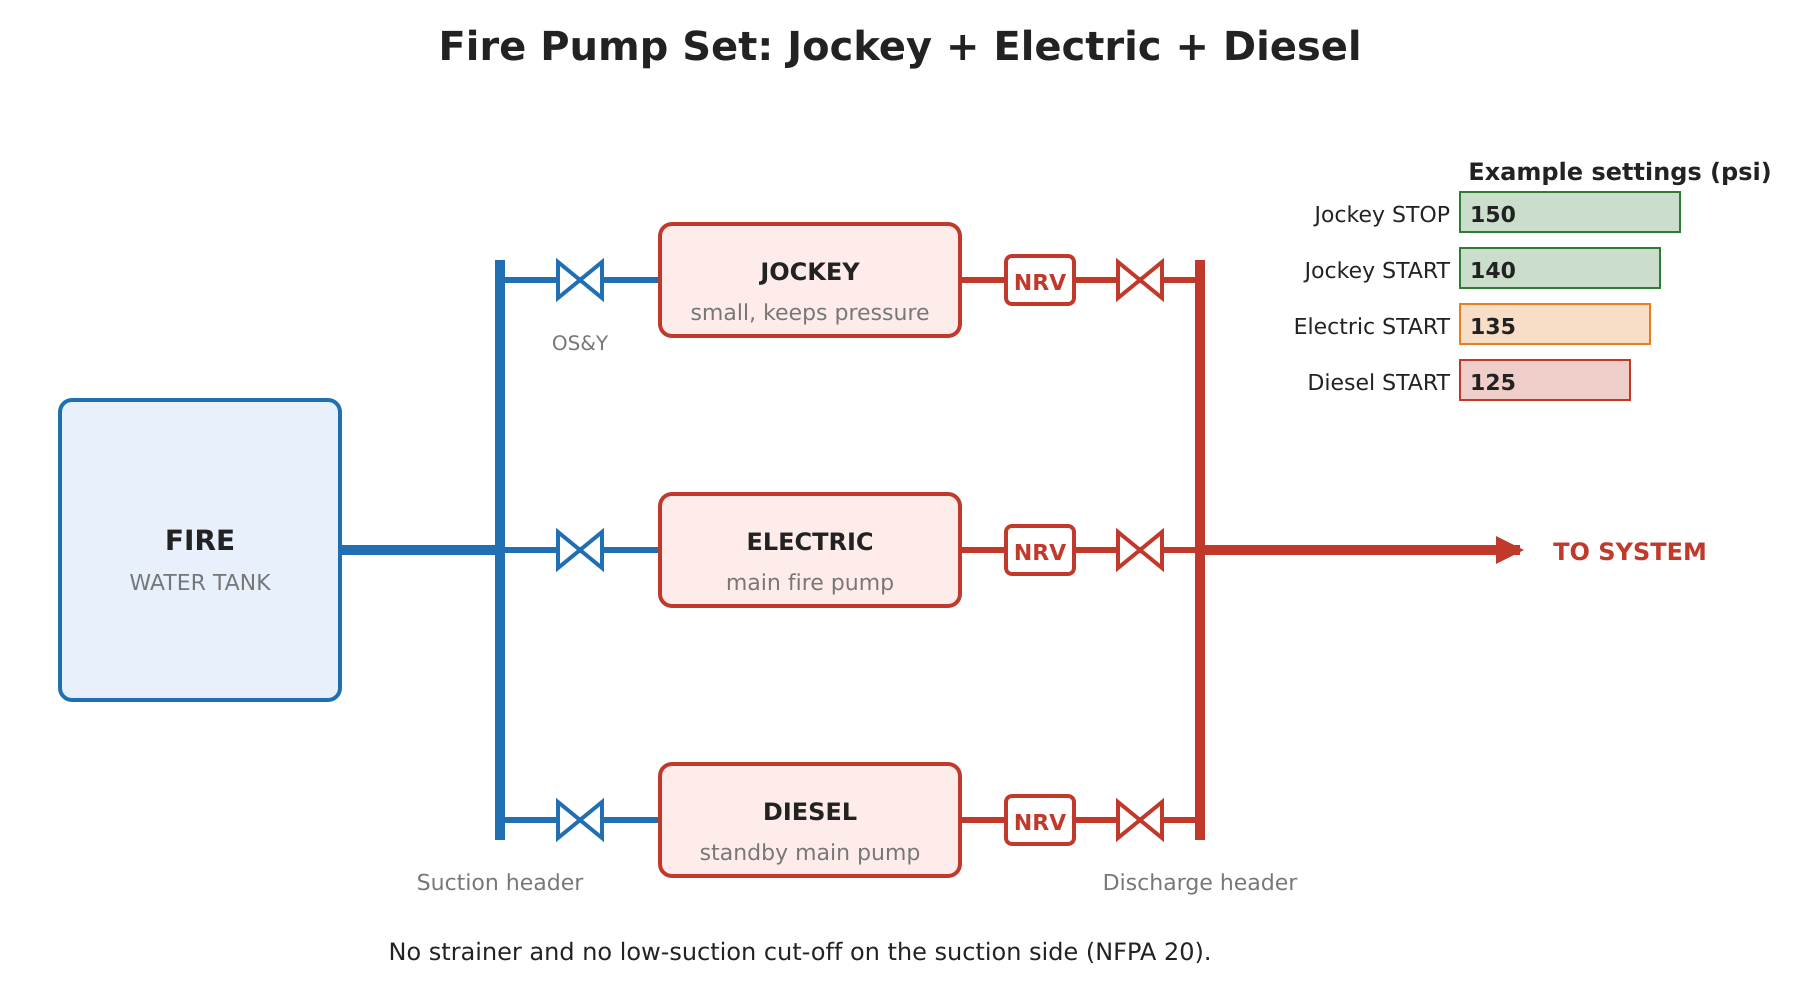 Fire Pump Set: Jockey + Electric + Diesel
Example settings (psi)
Jockey STOP 150
Jockey START 140
Electric START 135
Diesel START 125
JOCKEY
small, keeps pressure
NRV
OS&Y
FIRE
WATER TANK
ELECTRIC
main fire pump
NRV
TO SYSTEM
DIESEL
standby main pump
NRV
Suction header
Discharge header
No strainer and no low-suction cut-off on the suction side (NFPA 20).